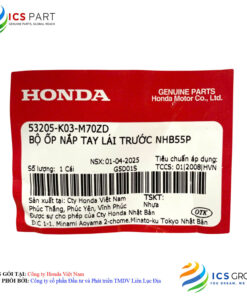 ICS PART
HONDA
GENUINE PARTS
Honda Motor Co., Ltd.
53205-K03-M70ZD
BỘ ỐP NẮP TAY LÁI TRƯỚC NHB55P
NSX: 01-04-2025
Tiêu chuẩn áp dụng:
Số lượng: 1 Cái
G5D01S
TCCS: 01|2008|HVN
Sản xuất tại: Cty Honda Việt Nam
TSKT:
Phúc Thắng, Phúc Yên, Vĩnh Phúc
Nhựa
Được sự cho phép của Cty Honda Nhật Bản
Đ.C 1-1, Minami Aoyama 2-chome, Minato-ku Tokyo Nhật Bản
OTK
ICS GRO
GÓI TẠI: Công ty Honda Việt Nam
PHỐI BỞI: Công ty cổ phần Đầu tư và Phát triển TMDV Liên Lục Địa